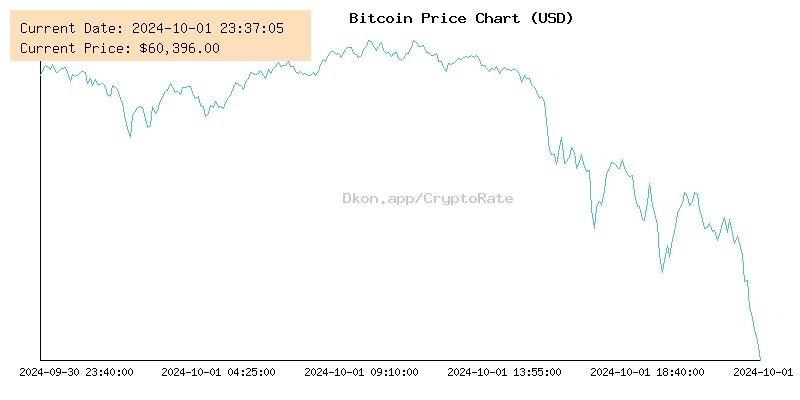 Bitcoin Price Chart (USD)
Current Date: 2024-10-01 23:37:05
Current Price: $60,396.00
Dkon.app/CryptoRate
2024-09-30 23:40:00
2024-10-01 04:25:00
2024-10-01 09:10:00
2024-10-01 13:55:00
2024-10-01 18:40:00
2024-10-01